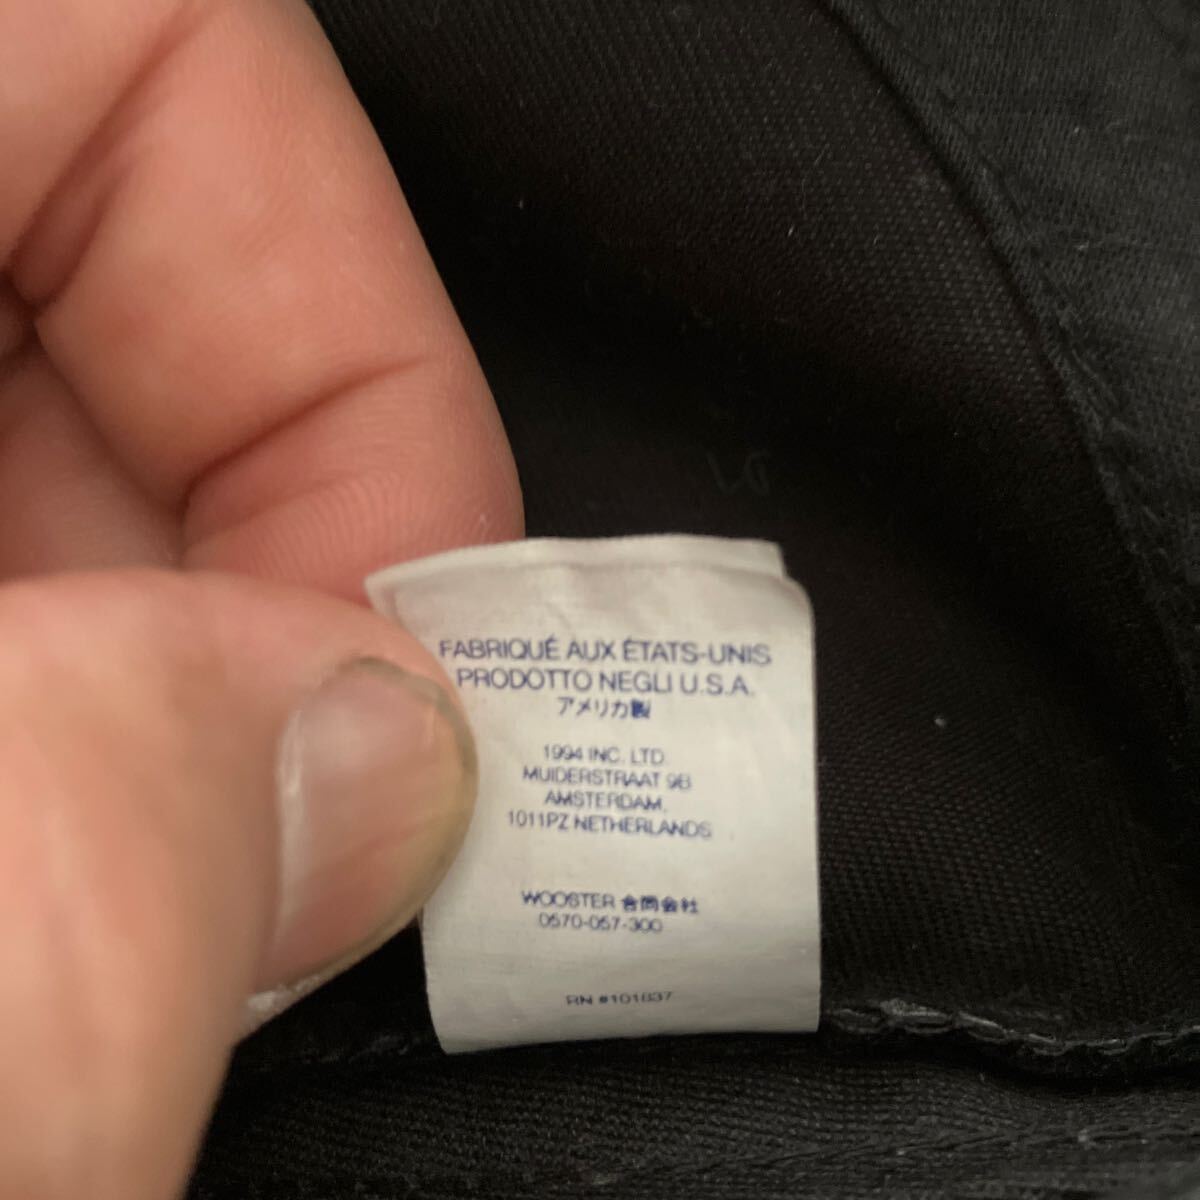 FABRIQUÉ AUX ÉTATS-UNIS
PRODOTTO NEGLI U.S.A.
アメリカ製
1994 INC. LTD
MUIDERSTRAAT 9B
AMSTERDAM,
1011PZ NETHERLANDS
WOOSTER 合同会社
0570-057-300
RN #101837